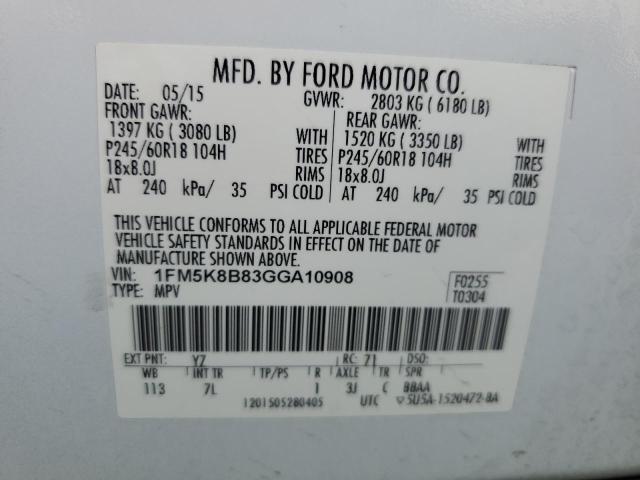 MFD. BY FORD MOTOR CO.
DATE: 05/15 GVWR: 2803 KG ( 6180 LB)
FRONT GAWR: REAR GAWR:
1397 KG ( 3080 LB) WITH 1520 KG ( 3350 LB) WITH
P245/60R18 104H TIRES P245/60R18 104H TIRES
18x8.0J RIMS 18x8.0J RIMS
AT 240 kPa/ 35 PSI COLD AT 240 kPa/ 35 PSI COLD
THIS VEHICLE CONFORMS TO ALL APPLICABLE FEDERAL MOTOR
VEHICLE SAFETY STANDARDS IN EFFECT ON THE DATE OF
MANUFACTURE SHOWN ABOVE.
VIN: 1FM5K8B83GGA10908 F0255
TYPE: MPV T0304
EXT PNT: Y7 RC: 71 DSO:
WB INT TR TP/PS R AXLE TR SPR
113 7L I 3J C BBAA
1201505280405 UTC ▽5U5A-1520472-BA